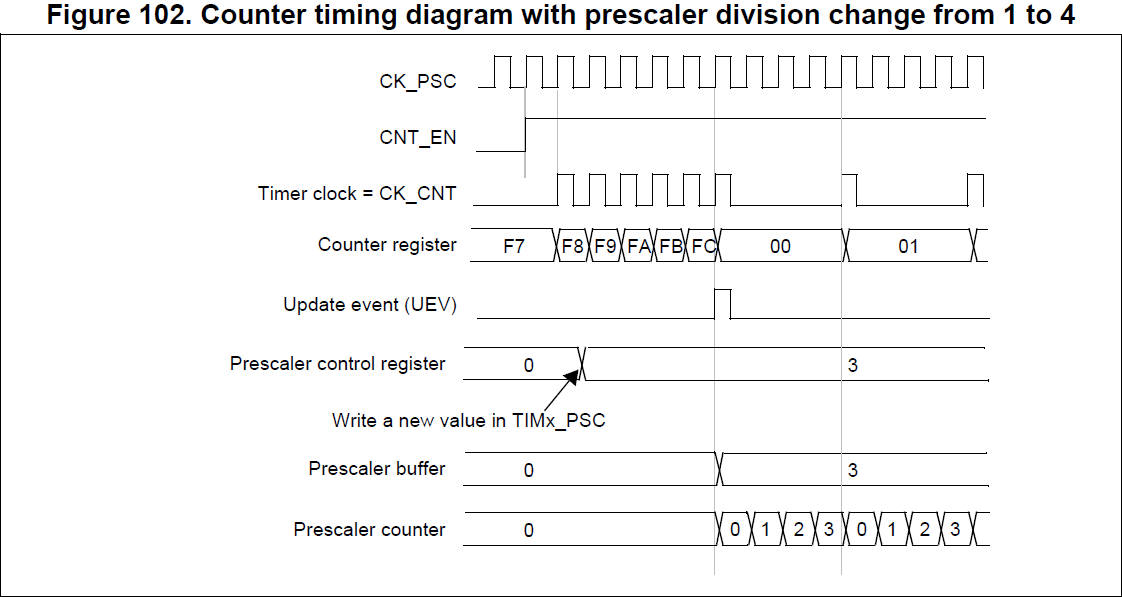 Figure 102. Counter timing diagram with prescaler division change from 1 to 4
CK_PSC
CNT_EN
Timer clock = CK_CNT
Counter register F7 F8 F9 FA FB FC 00 01
Update event (UEV)
Prescaler control register 0 3
Write a new value in TIMx_PSC
Prescaler buffer 0 3
Prescaler counter 0 0 1 2 3 0 1 2 3